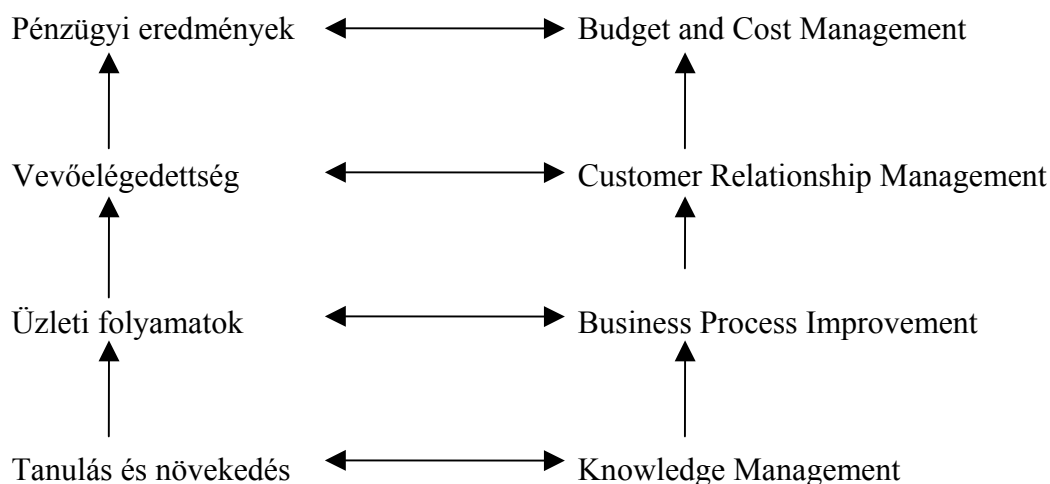 Pénzügyi eredmények Budget and Cost Management
Vevőelégedettség Customer Relationship Management
Üzleti folyamatok Business Process Improvement
Tanulás és növekedés Knowledge Management